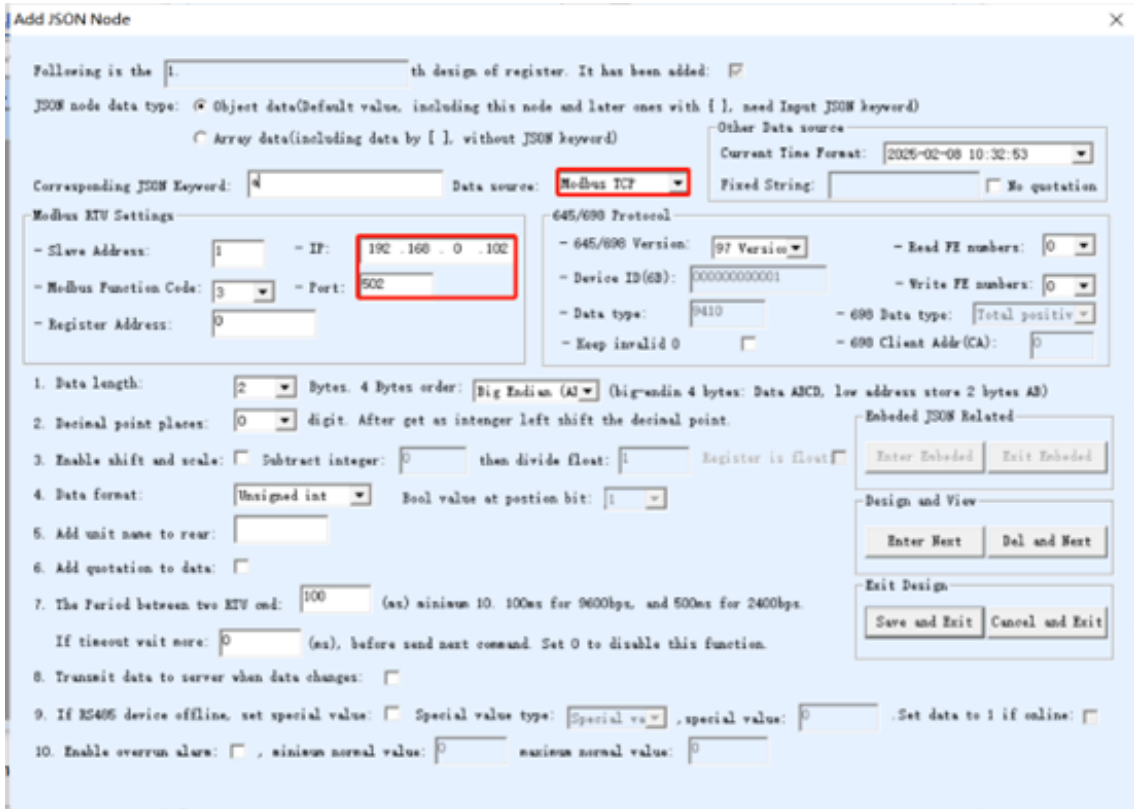 Add JSON Node
Following is the 1. th design of register. It has been added:
JSON node data type: Object data(Default value, including this node and later ones with { }, need Input JSON keyword)
Array data(including data by [ ], without JSON keyword)
Other Data source
Current Time Format: 2025-02-08 10:32:53
Corresponding JSON Keyword: Data source: Modbus TCP Fixed String: No quotation
Modbus RTU Settings
645/698 Protocol
- Slave Address: 1 - IP: 192 .168 . 0 .102
- 645/698 Version: 97 Versio - Read FE numbers: 0
- Modbus Function Code: 3 - Port: 502
- Device ID(6B): 000000000001 - Write FE numbers: 0
- Register Address: 0
- Data type: 9410 - 698 Data type: Total positiv
- Keep invalid 0 - 698 Client Addr(CA): 0
1. Data length: 2 Bytes. 4 Bytes order: Big Endian (AI (big-endin 4 bytes: Data ABCD, low address store 2 bytes AB)
2. Decimal point places: 0 digit. After get as intenger left shift the decimal point.
Embeded JSON Related
3. Enable shift and scale: Subtract integer: 0 then divide float: 1 Register is float
Enter Embeded Exit Embeded
4. Data format: Unsigned int Bool value at postion bit: 1
Design and View
5. Add unit name to rear:
Enter Next Del and Next
6. Add quotation to data:
Exit Design
7. The Period between two RTU cmd: 100 (ms) minimum 10. 100ms for 9600bps, and 500ms for 2400bps.
Save and Exit Cancel and Exit
If timeout wait more: 0 (ms), before send next command. Set 0 to disable this function.
8. Transmit data to server when data changes:
9. If RS485 device offline, set special value: Special value type: Special va ,special value: 0 .Set data to 1 if online:
10. Enable overrun alarm: , minimum normal value: 0 maximum normal value: 0